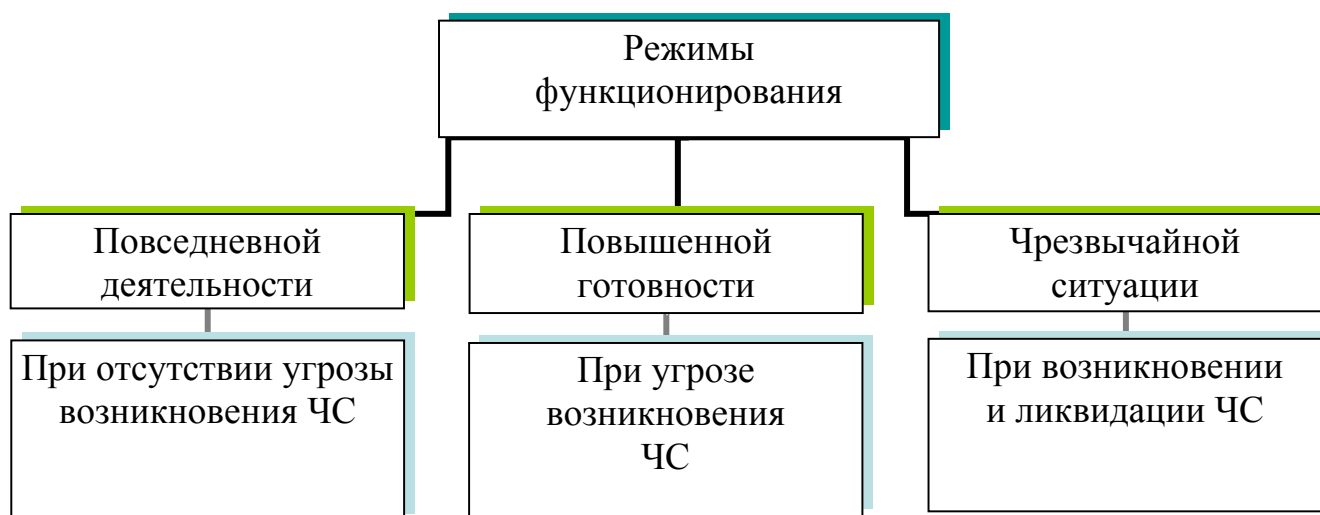 Режимы
функционирования
Повседневной
деятельности
Повышенной
готовности
Чрезвычайной
ситуации
При отсутствии угрозы
возникновения ЧС
При угрозе
возникновения
ЧС
При возникновении
и ликвидации ЧС